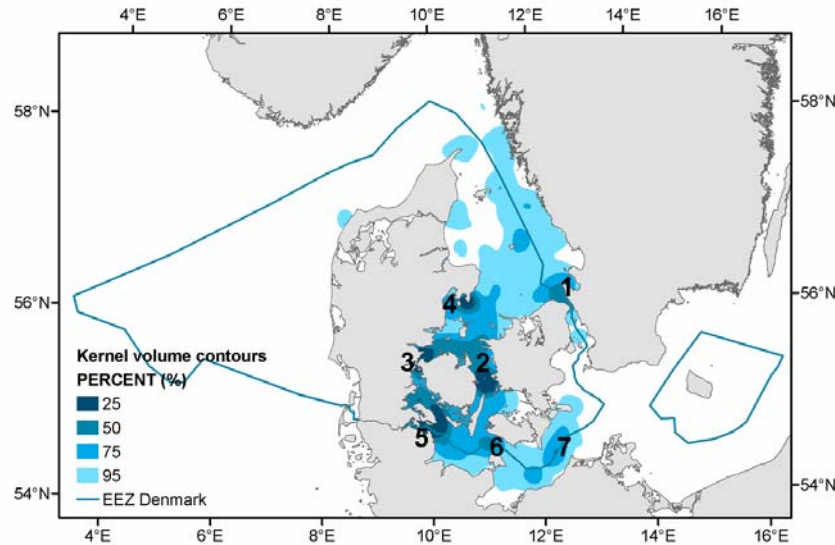 4°E 6°E 8°E 10°E 12°E 14°E 16°E
58°N 58°N
56°N 1 56°N
4
3 2
5 6 7
Kernel volume contours
PERCENT (%)
25
50
75
95
EEZ Denmark
54°N 54°N
4°E 6°E 8°E 10°E 12°E 14°E 16°E